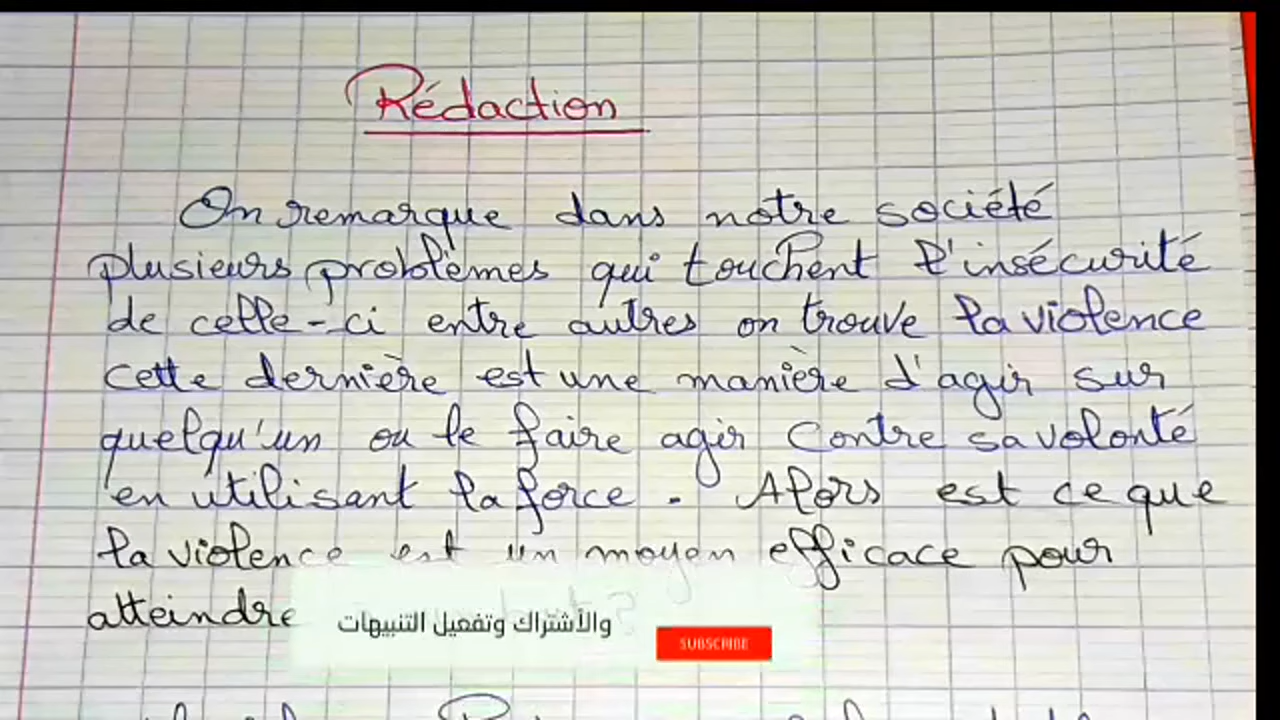 Rédaction
On remarque dans notre société
plusieurs problèmes qui touchent l'insécurité
de celle-ci entre autres on trouve la violence
cette dernière est une manière d'agir sur
quelqu'un ou le faire agir contre sa volonté
en utilisant la force. Alors est ce que
la violence est un moyen efficace pour
atteindre
والأشتراك وتفعيل التنبيهات
SUBSCRIBE